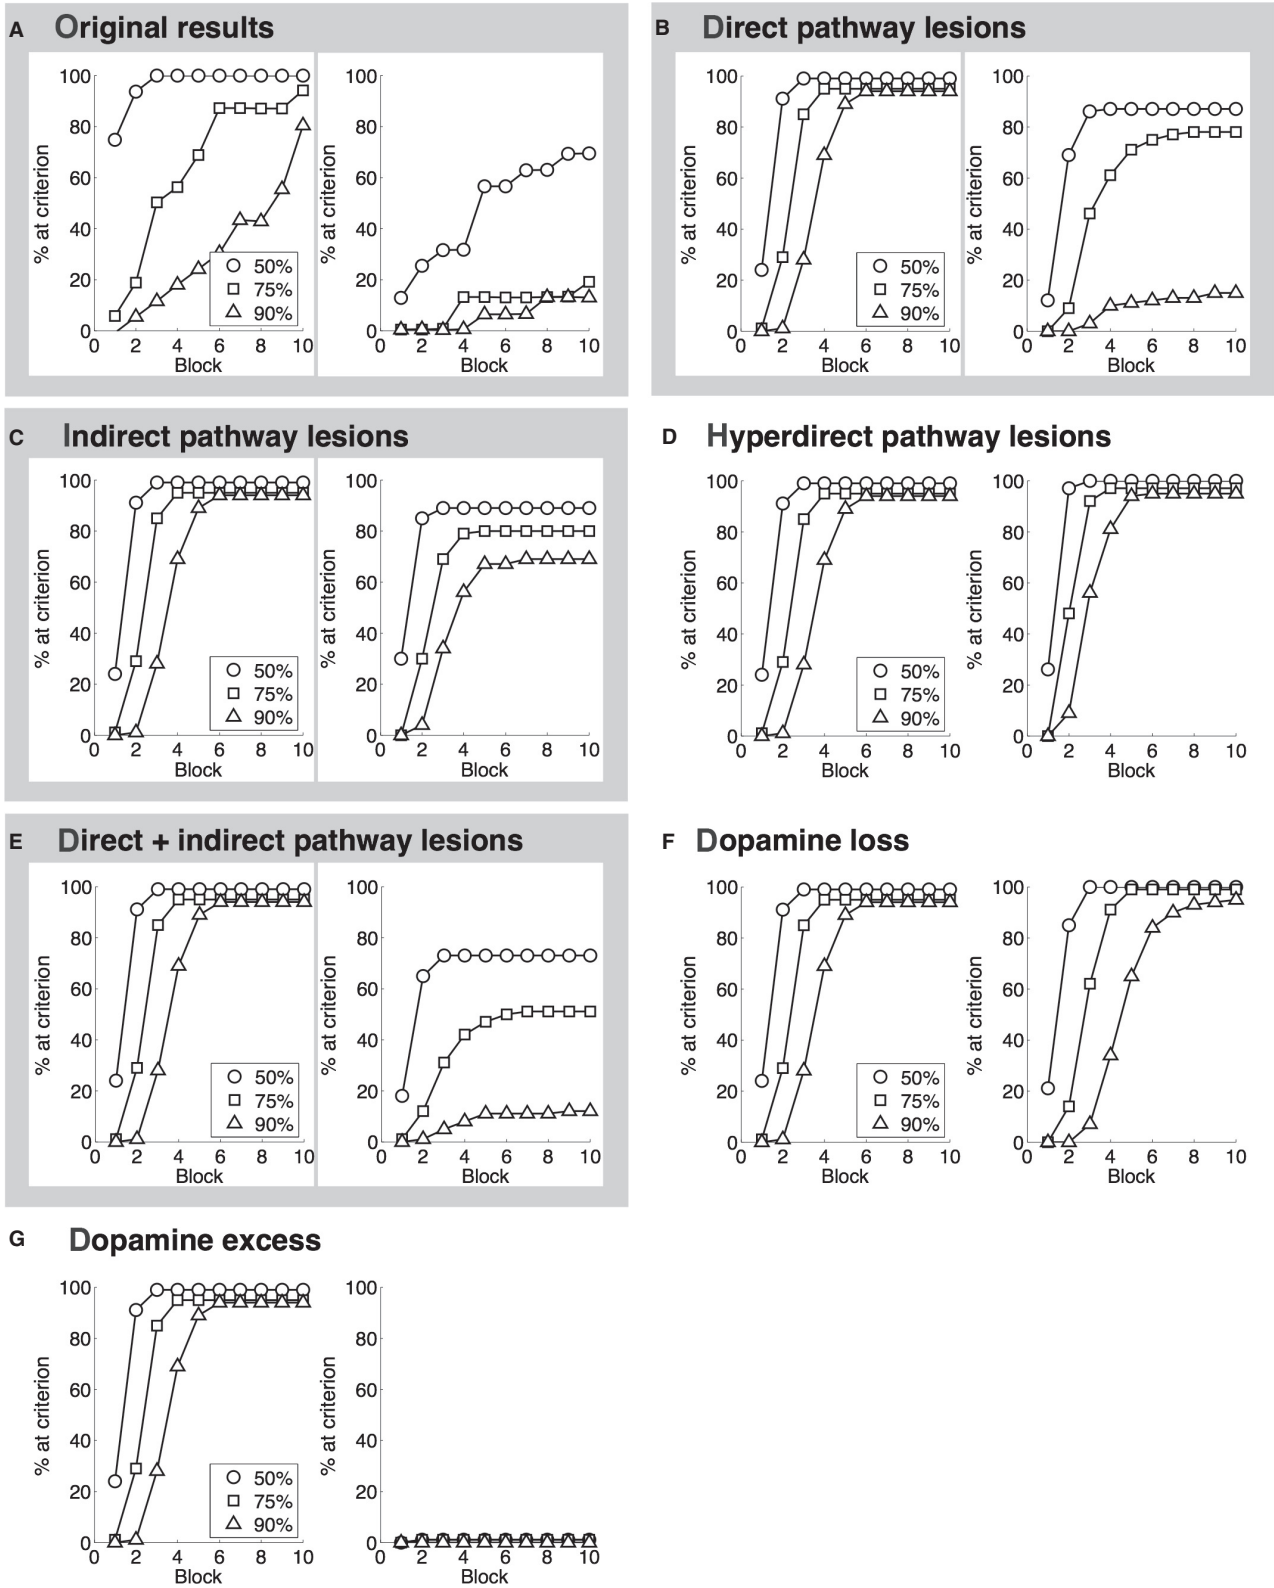 A Original results
100
80
60
40
20
0
% at criterion
0 2 4 6 8 10
Block
50%
75%
90%
100
80
60
40
20
0
% at criterion
0 2 4 6 8 10
Block
B Direct pathway lesions
100
80
60
40
20
0
% at criterion
0 2 4 6 8 10
Block
50%
75%
90%
100
80
60
40
20
0
% at criterion
0 2 4 6 8 10
Block
C Indirect pathway lesions
100
80
60
40
20
0
% at criterion
0 2 4 6 8 10
Block
50%
75%
90%
100
80
60
40
20
0
% at criterion
0 2 4 6 8 10
Block
D Hyperdirect pathway lesions
100
80
60
40
20
0
% at criterion
0 2 4 6 8 10
Block
50%
75%
90%
100
80
60
40
20
0
% at criterion
0 2 4 6 8 10
Block
E Direct + indirect pathway lesions
100
80
60
40
20
0
% at criterion
0 2 4 6 8 10
Block
50%
75%
90%
100
80
60
40
20
0
% at criterion
0 2 4 6 8 10
Block
F Dopamine loss
100
80
60
40
20
0
% at criterion
0 2 4 6 8 10
Block
50%
75%
90%
100
80
60
40
20
0
% at criterion
0 2 4 6 8 10
Block
G Dopamine excess
100
80
60
40
20
0
% at criterion
0 2 4 6 8 10
Block
50%
75%
90%
100
80
60
40
20
0
% at criterion
0 2 4 6 8 10
Block